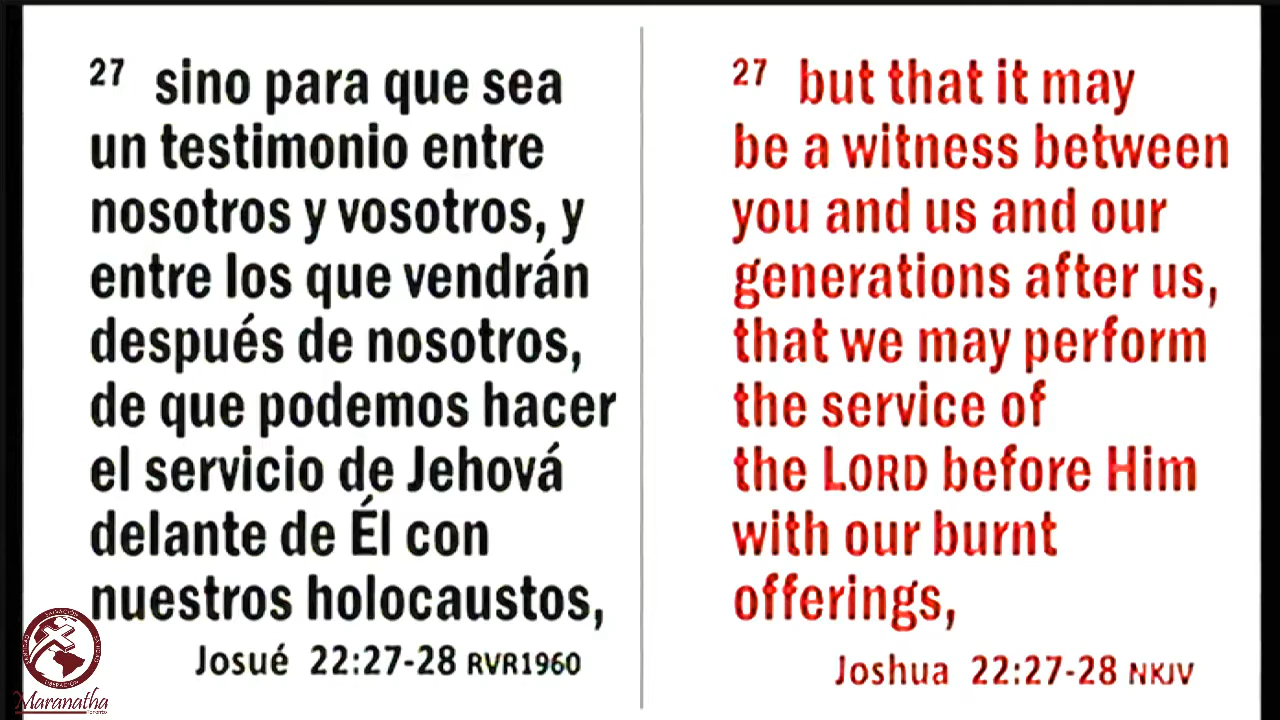 27 sino para que sea
un testimonio entre
nosotros y vosotros, y
entre los que vendrán
después de nosotros,
de que podemos hacer
el servicio de Jehová
delante de Él con
nuestros holocaustos,
Josué 22:27-28 RVR1960
27 but that it may
be a witness between
you and us and our
generations after us,
that we may perform
the service of
the LORD before Him
with our burnt
offerings,
Joshua 22:27-28 NKJV
SALVACIÓN
LIBERACIÓN
Maranatha